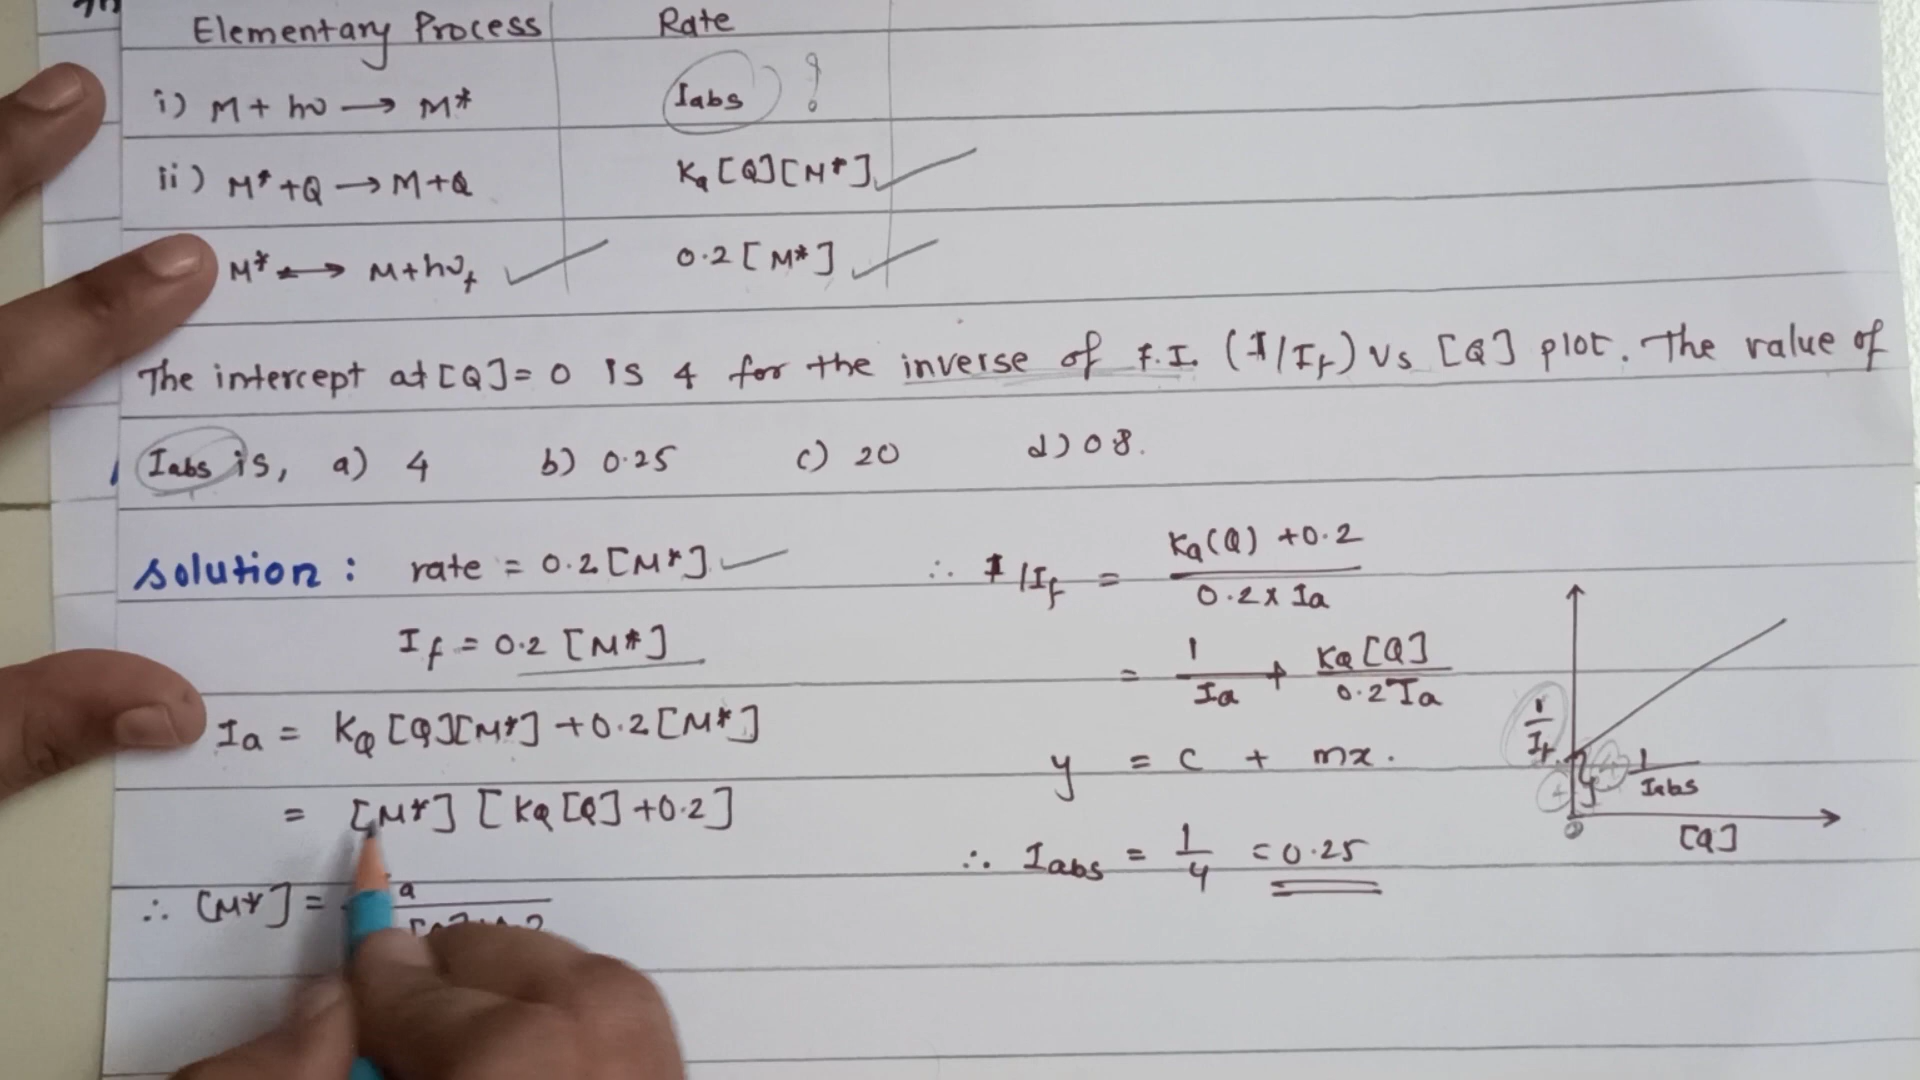 Elementary Process Rate
i) M + hν → M* Iabs ?
ii) M* + Q → M + Q Kq [Q][M*] ✓
M* → M + hνf ✓ 0.2 [M*] ✓
The intercept at [Q] = 0 is 4 for the inverse of F.I. (1/If) Vs [Q] plot. The value of
Iabs is, a) 4 b) 0.25 c) 20 d) 0.8.
Solution : rate = 0.2 [M*] ✓
If = 0.2 [M*]
Ia = KQ [Q][M*] + 0.2 [M*]
= [M*] [KQ [Q] + 0.2]
∴ [M*] = a
∴ 1/If = Kq(Q) + 0.2 / 0.2 x Ia
= 1/Ia + KQ [Q] / 0.2 Ia
y = c + mx.
∴ Iabs = 1/4 = 0.25
1/If
4
1/Iabs
0
[Q]